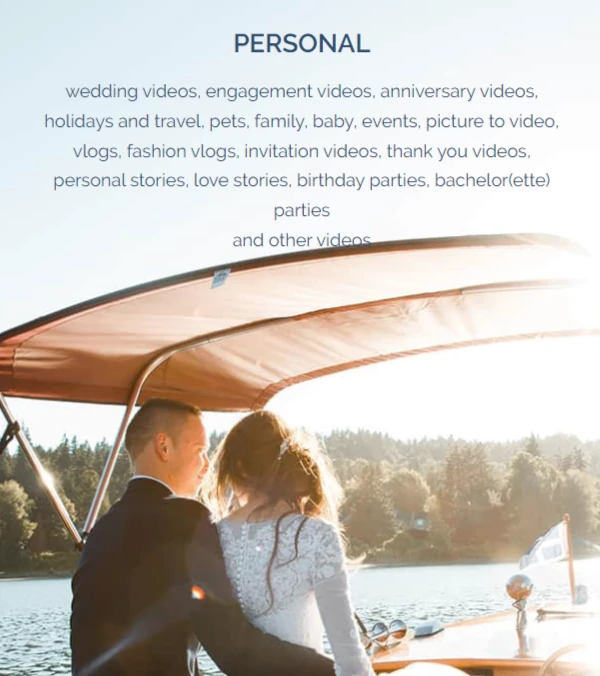 PERSONAL
wedding videos, engagement videos, anniversary videos,
holidays and travel, pets, family, baby, events, picture to video,
vlogs, fashion vlogs, invitation videos, thank you videos,
personal stories, love stories, birthday parties, bachelor(ette)
parties
and other videos